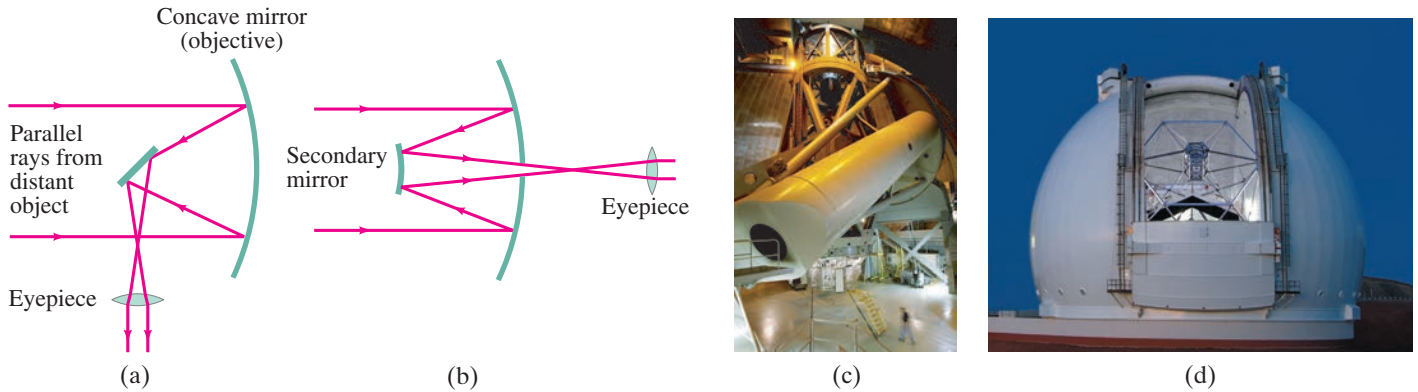 Concave mirror
(objective)
Parallel
rays from
distant
object
Eyepiece
(a)
Secondary
mirror
Eyepiece
(b)
(c)
(d)